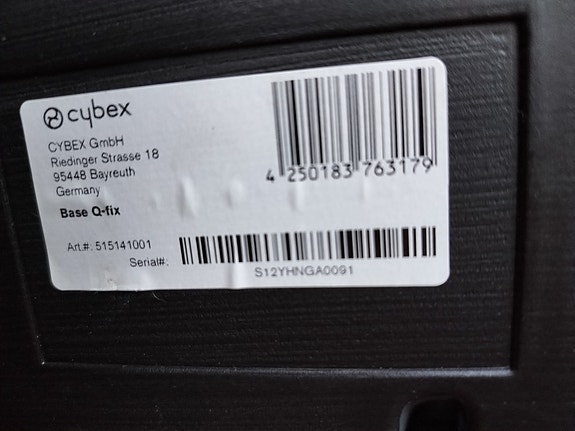 cybex
CYBEX GmbH
Riedinger Strasse 18
95448 Bayreuth
Germany
Base Q-fix
Art.#: 515141001
Serial#:
4 250183 763179
S12YHNGA0091